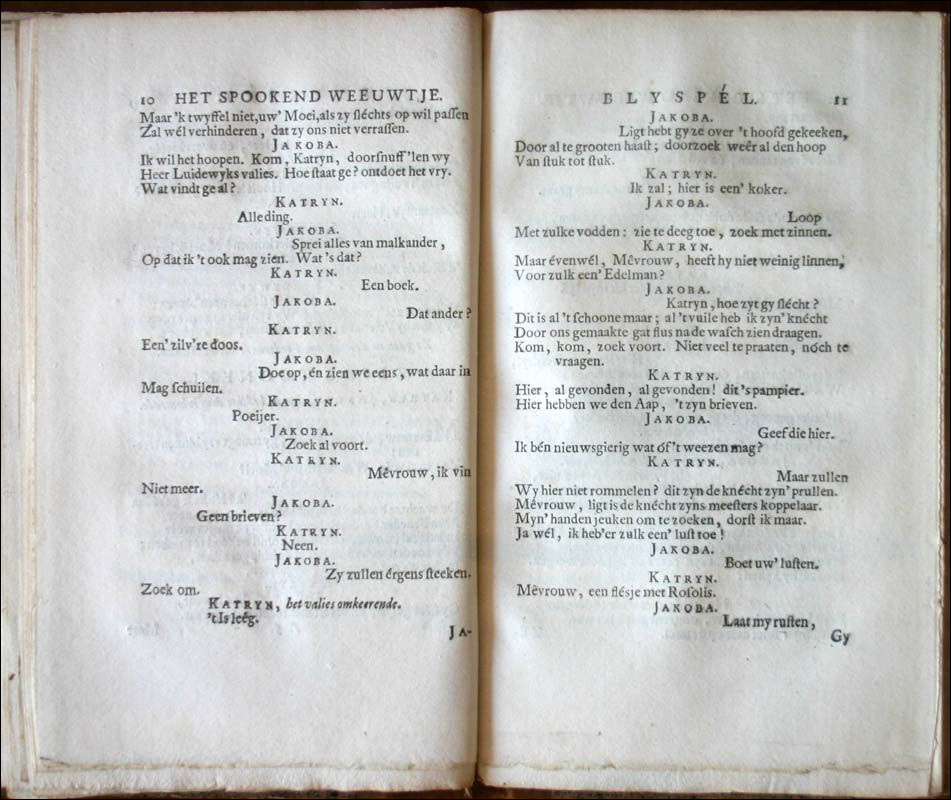 10 HET SPOOKEND WEEUWTJE.
Maar 'k twyffel niet, uw' Moei, als zy ſléchts op wil paſſen
Zal wél verhinderen, dat zy ons niet verraſſen.
JAKOBA.
Ik wil het hoopen. Kom, Katryn, doorſnuff'len wy
Heer Luidewyks valies. Hoe ſtaat ge? ontdoet het vry.
Wat vindt ge al?
KATRYN.
Alle ding.
JAKOBA.
Sprei alles van malkander,
Op dat ik 't ook mag zien. Wat 's dat?
KATRYN.
Een boek.
JAKOBA.
Dat ander?
KATRYN.
Een' zilv're doos.
JAKOBA.
Doe op, én zien we eens, wat daar in
Mag ſchuilen.
KATRYN.
Poeijer.
JAKOBA.
Zoek al voort.
KATRYN.
Mêvrouw, ik vin
Niet meer.
JAKOBA.
Geen brieven?
KATRYN.
Neen.
JAKOBA.
Zy zullen érgens ſteeken.
Zoek om.
KATRYN, het valies omkeerende.
't Is leêg.
JA-
BLYSPÉL. 11
JAKOBA.
Ligt hebt gy ze over 't hoofd gekeeken,
Door al te grooten haaſt; doorzoek weêr al den hoop
Van ſtuk tot ſtuk.
KATRYN.
Ik zal; hier is een' koker.
JAKOBA.
Loop
Met zulke vodden: zie te deeg toe, zoek met zinnen.
KATRYN.
Maar évenwél, Mêvrouw, heeft hy niet weinig linnen,
Voor zulk een' Edelman?
JAKOBA.
Katryn, hoe zyt gy ſlécht?
Dit is al 't ſchoone maar; al 't vuile heb ik zyn' knécht
Door ons gemaakte gat flus na de waſch zien draagen.
Kom, kom, zoek voort. Niet veel te praaten, nóch te
vraagen.
KATRYN.
Hier, al gevonden, al gevonden! dit 's pampier.
Hier hebben we den Aap, 't zyn brieven.
JAKOBA.
Geef die hier.
Ik bén nieuwsgierig wat óf 't weezen mag?
KATRYN.
Maar zullen
Wy hier niet rommelen? dit zyn de knécht zyn' prullen.
Mêvrouw, ligt is de knécht zyns meeſters koppelaar.
Myn' handen jeuken om te zoeken, dorſt ik maar.
Ja wél, ik heb'er zulk een' luſt toe!
JAKOBA.
Boet uw' luſten.
KATRYN.
Mêvrouw, een fléſje met Roſolis.
JAKOBA.
Laat my ruſten,
Gy